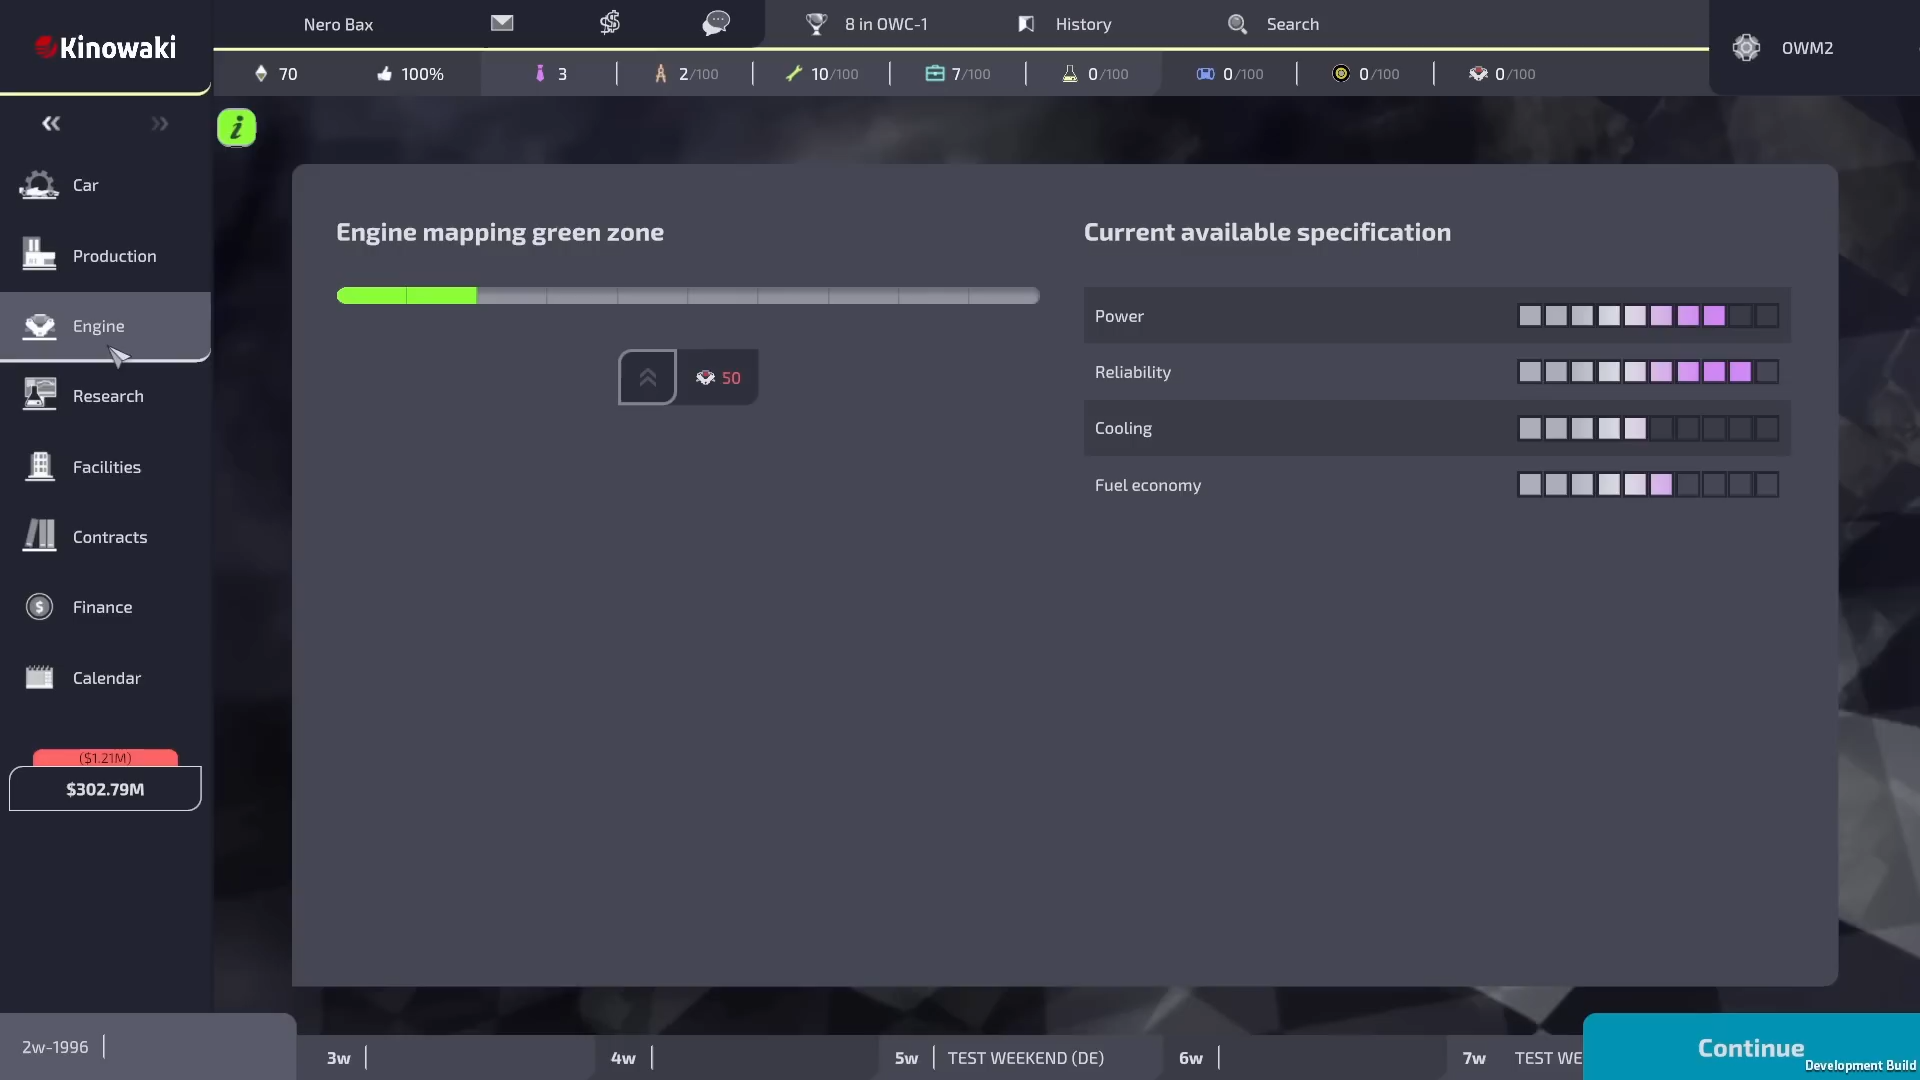 Kinowaki
Nero Bax
8 in OWC-1
History
Search
OWM2
70
100%
3
2/100
10/100
7/100
0/100
0/100
0/100
0/100
i
Car
Production
Engine
Research
Facilities
Contracts
Finance
Calendar
($1.21M)
$302.79M
Engine mapping green zone
50
Current available specification
Power
Reliability
Cooling
Fuel economy
2w-1996
3w
4w
5w TEST WEEKEND (DE)
6w
7w TEST WE
Continue
Development Build